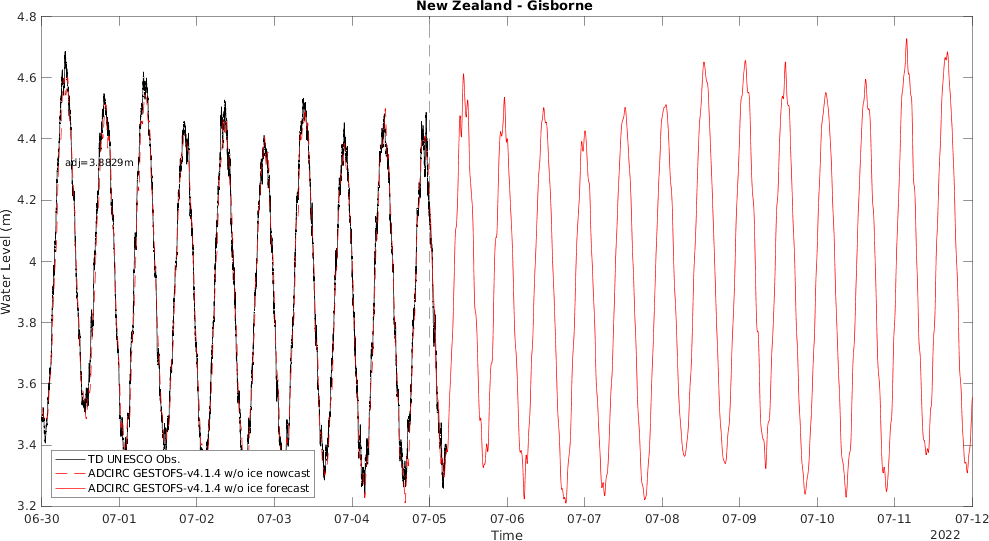 New Zealand - Gisborne
4.8
4.6
4.4
4.2
4
3.8
3.6
3.4
3.2
Water Level (m)
adj=3.8829m
TD UNESCO Obs.
ADCIRC GESTOFS-v4.1.4 w/o ice nowcast
ADCIRC GESTOFS-v4.1.4 w/o ice forecast
06-30 07-01 07-02 07-03 07-04 07-05 07-06 07-07 07-08 07-09 07-10 07-11 07-12
Time
2022